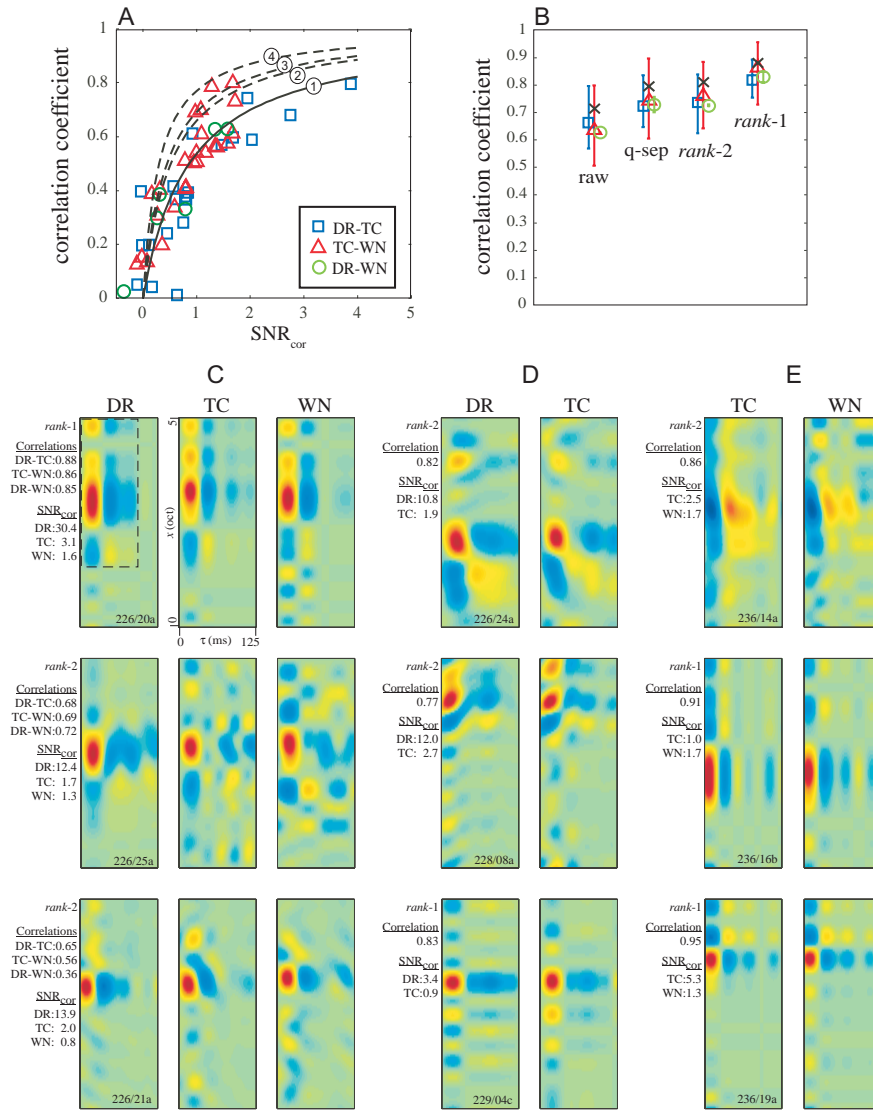 A
correlation coefficient
1
0.8
0.6
0.4
0.2
0
0 1 2 3 4 5
SNRcor
4
3
2
1
DR-TC
TC-WN
DR-WN
B
correlation coefficient
1
0.9
0.8
0.7
0.6
0.5
0.4
0.3
0.2
0.1
0
raw
q-sep
rank-2
rank-1
C
DR TC WN
rank-1
Correlations
DR-TC:0.88
TC-WN:0.86
DR-WN:0.85
SNRcor
DR:30.4
TC: 3.1
WN: 1.6
226/20a
5
x (oct)
0
0 τ (ms) 125
rank-2
Correlations
DR-TC:0.68
TC-WN:0.69
DR-WN:0.72
SNRcor
DR:12.4
TC: 1.7
WN: 1.3
226/25a
rank-2
Correlations
DR-TC:0.65
TC-WN:0.56
DR-WN:0.36
SNRcor
DR:13.9
TC: 2.0
WN: 0.8
226/21a
D
DR TC
rank-2
Correlation
0.82
SNRcor
DR:10.8
TC: 1.9
226/24a
rank-2
Correlation
0.77
SNRcor
DR:12.0
TC: 2.7
228/08a
rank-1
Correlation
0.83
SNRcor
DR:3.4
TC:0.9
229/04c
E
TC WN
rank-2
Correlation
0.86
SNRcor
TC:2.5
WN:1.7
236/14a
rank-1
Correlation
0.91
SNRcor
TC:1.0
WN:1.7
236/16b
rank-1
Correlation
0.95
SNRcor
TC:5.3
WN:1.3
236/19a